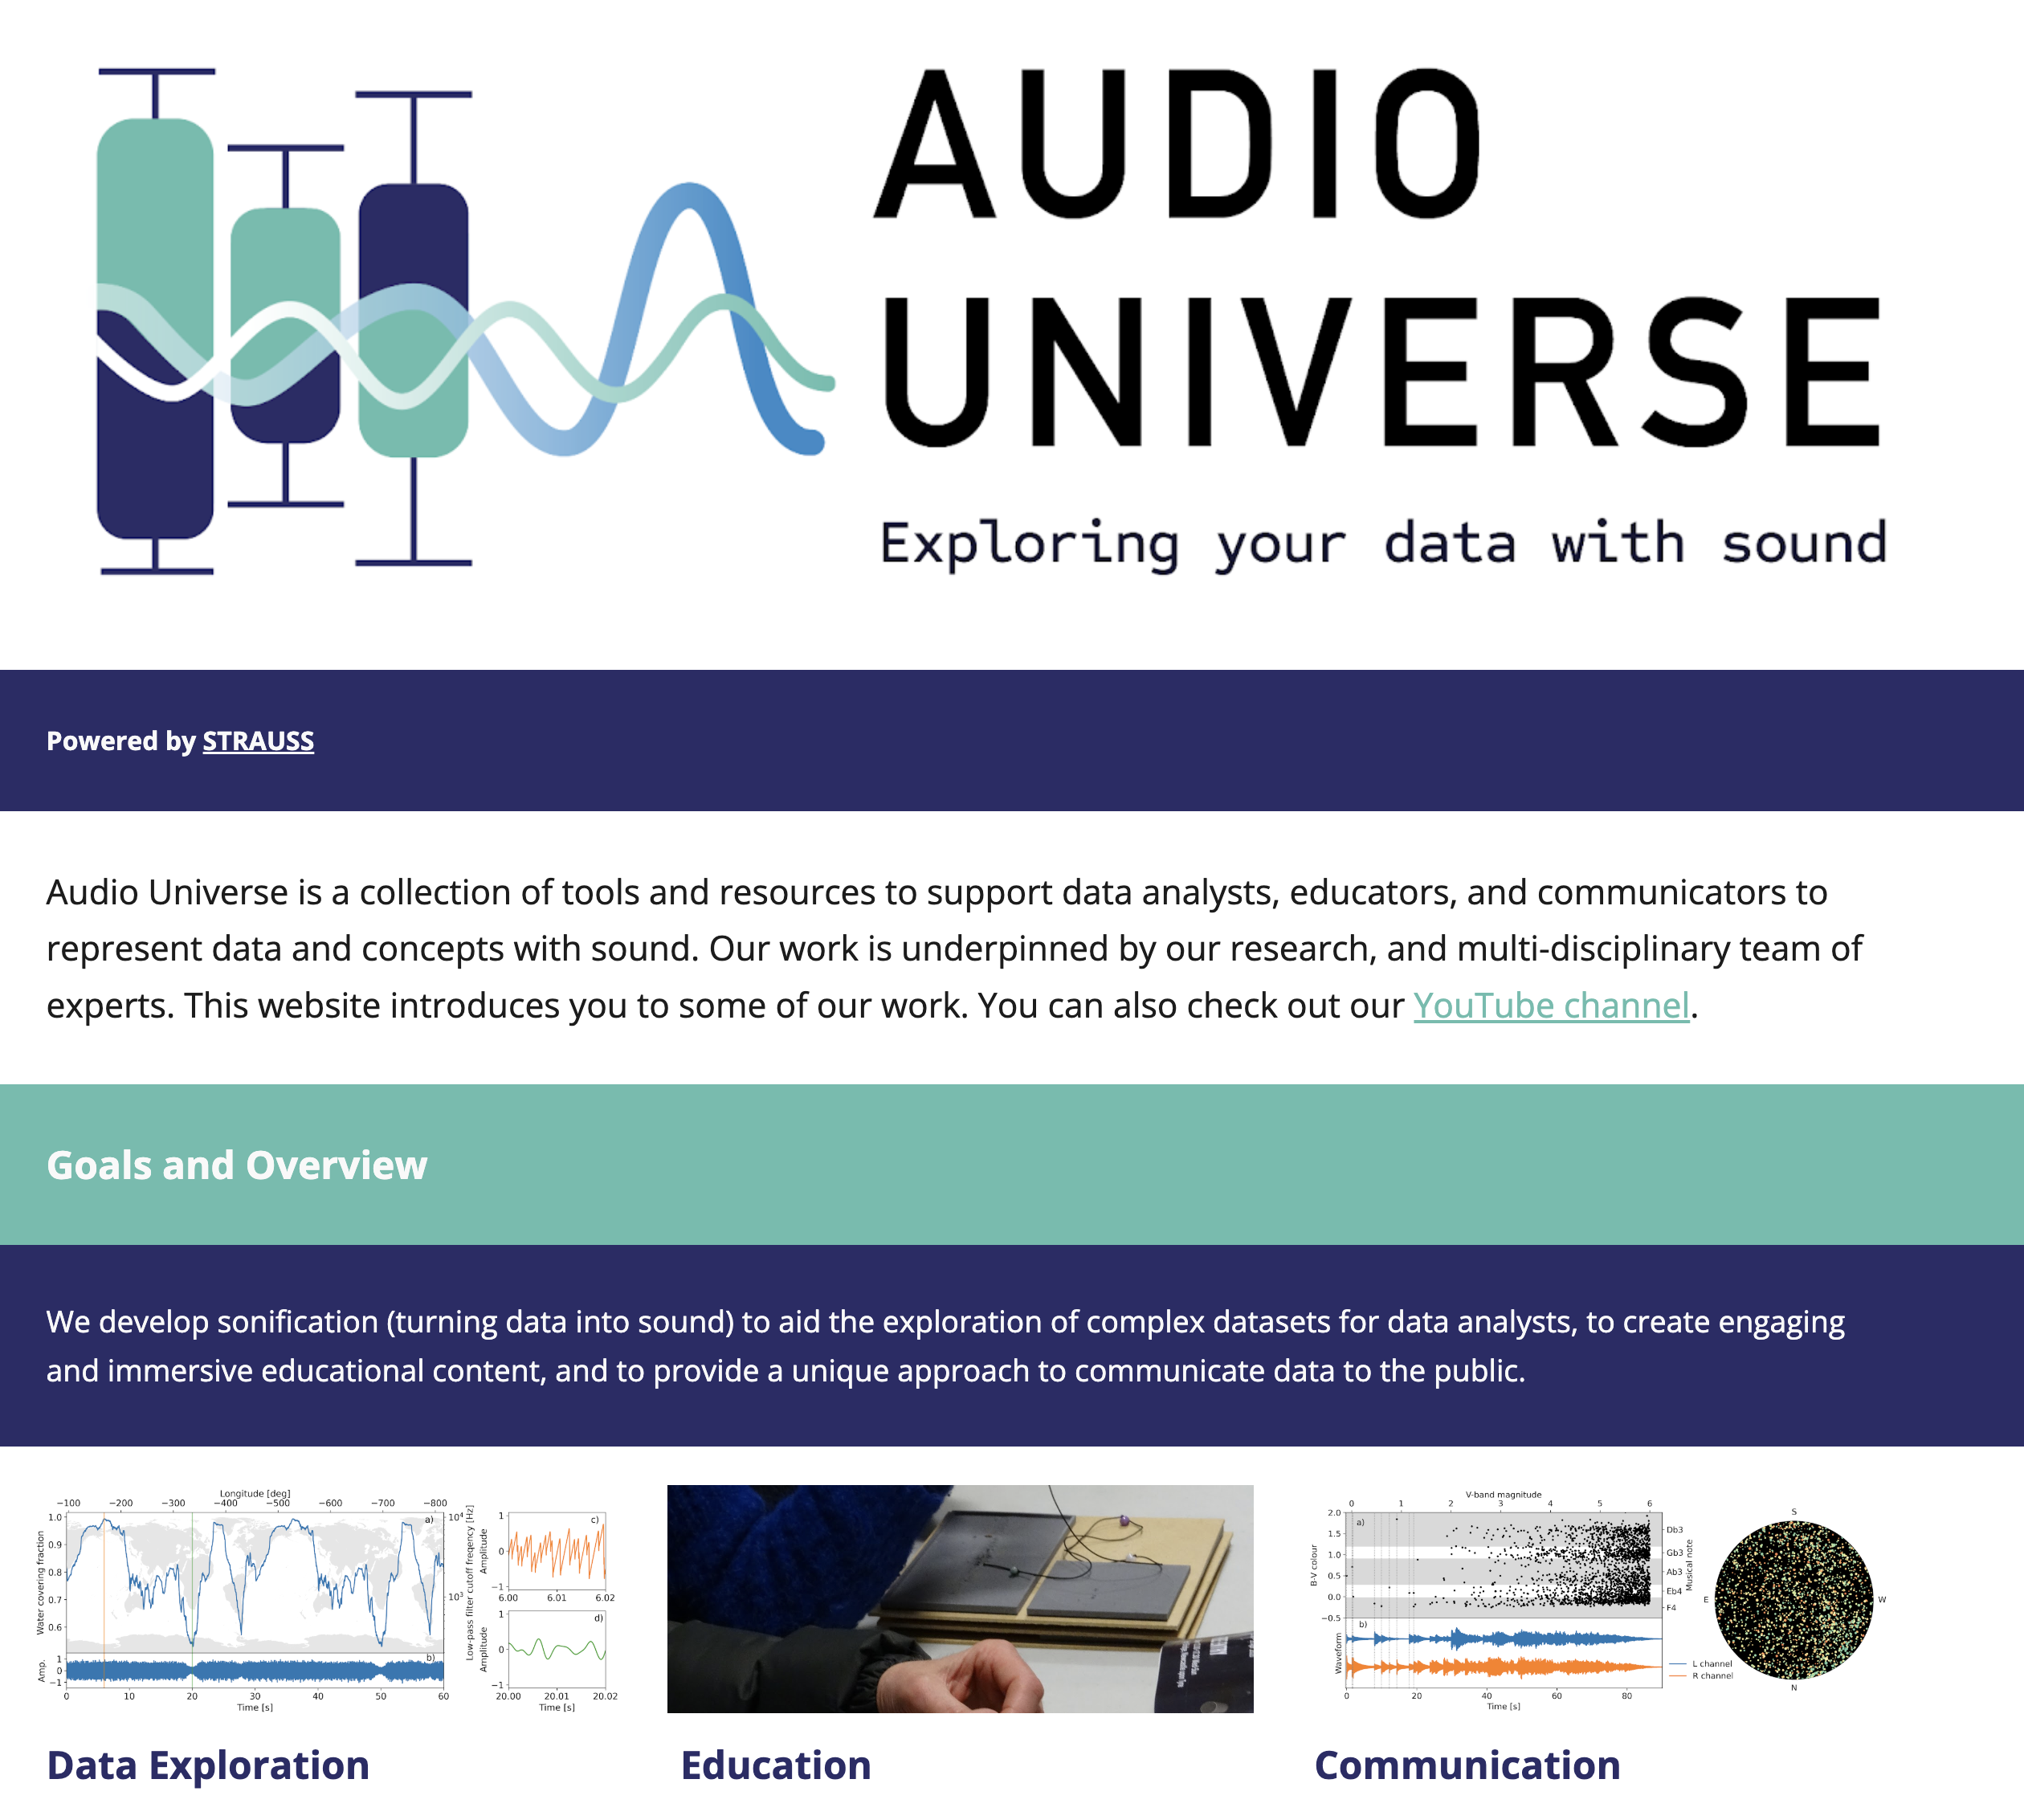 AUDIO
UNIVERSE
Exploring your data with sound
Powered by STRAUSS
Audio Universe is a collection of tools and resources to support data analysts, educators, and communicators to
represent data and concepts with sound. Our work is underpinned by our research, and multi-disciplinary team of
experts. This website introduces you to some of our work. You can also check out our YouTube channel.
Goals and Overview
We develop sonification (turning data into sound) to aid the exploration of complex datasets for data analysts, to create engaging
and immersive educational content, and to provide a unique approach to communicate data to the public.
Longitude [deg]
−100 −200 −300 −400 −500 −600 −700 −800
Water covering fraction
1.0
0.9
0.8
0.7
0.6
a)
10⁴
10³
Low-pass filter cutoff freqency [Hz]
Amp.
1
0
−1
b)
0 10 20 30 40 50 60
Time [s]
Amplitude
1
0
−1
c)
6.00 6.01 6.02
Amplitude
1
0
−1
d)
20.00 20.01 20.02
Time [s]
V-band magnitude
0 1 2 3 4 5 6
B-V colour
2.0
1.5
1.0
0.5
0.0
−0.5
a)
Db3
Gb3
Ab3
Eb4
F4
Musical note
Waveform
b)
0 20 40 60 80
Time [s]
L channel
R channel
S
E
W
N
Data Exploration
Education
Communication